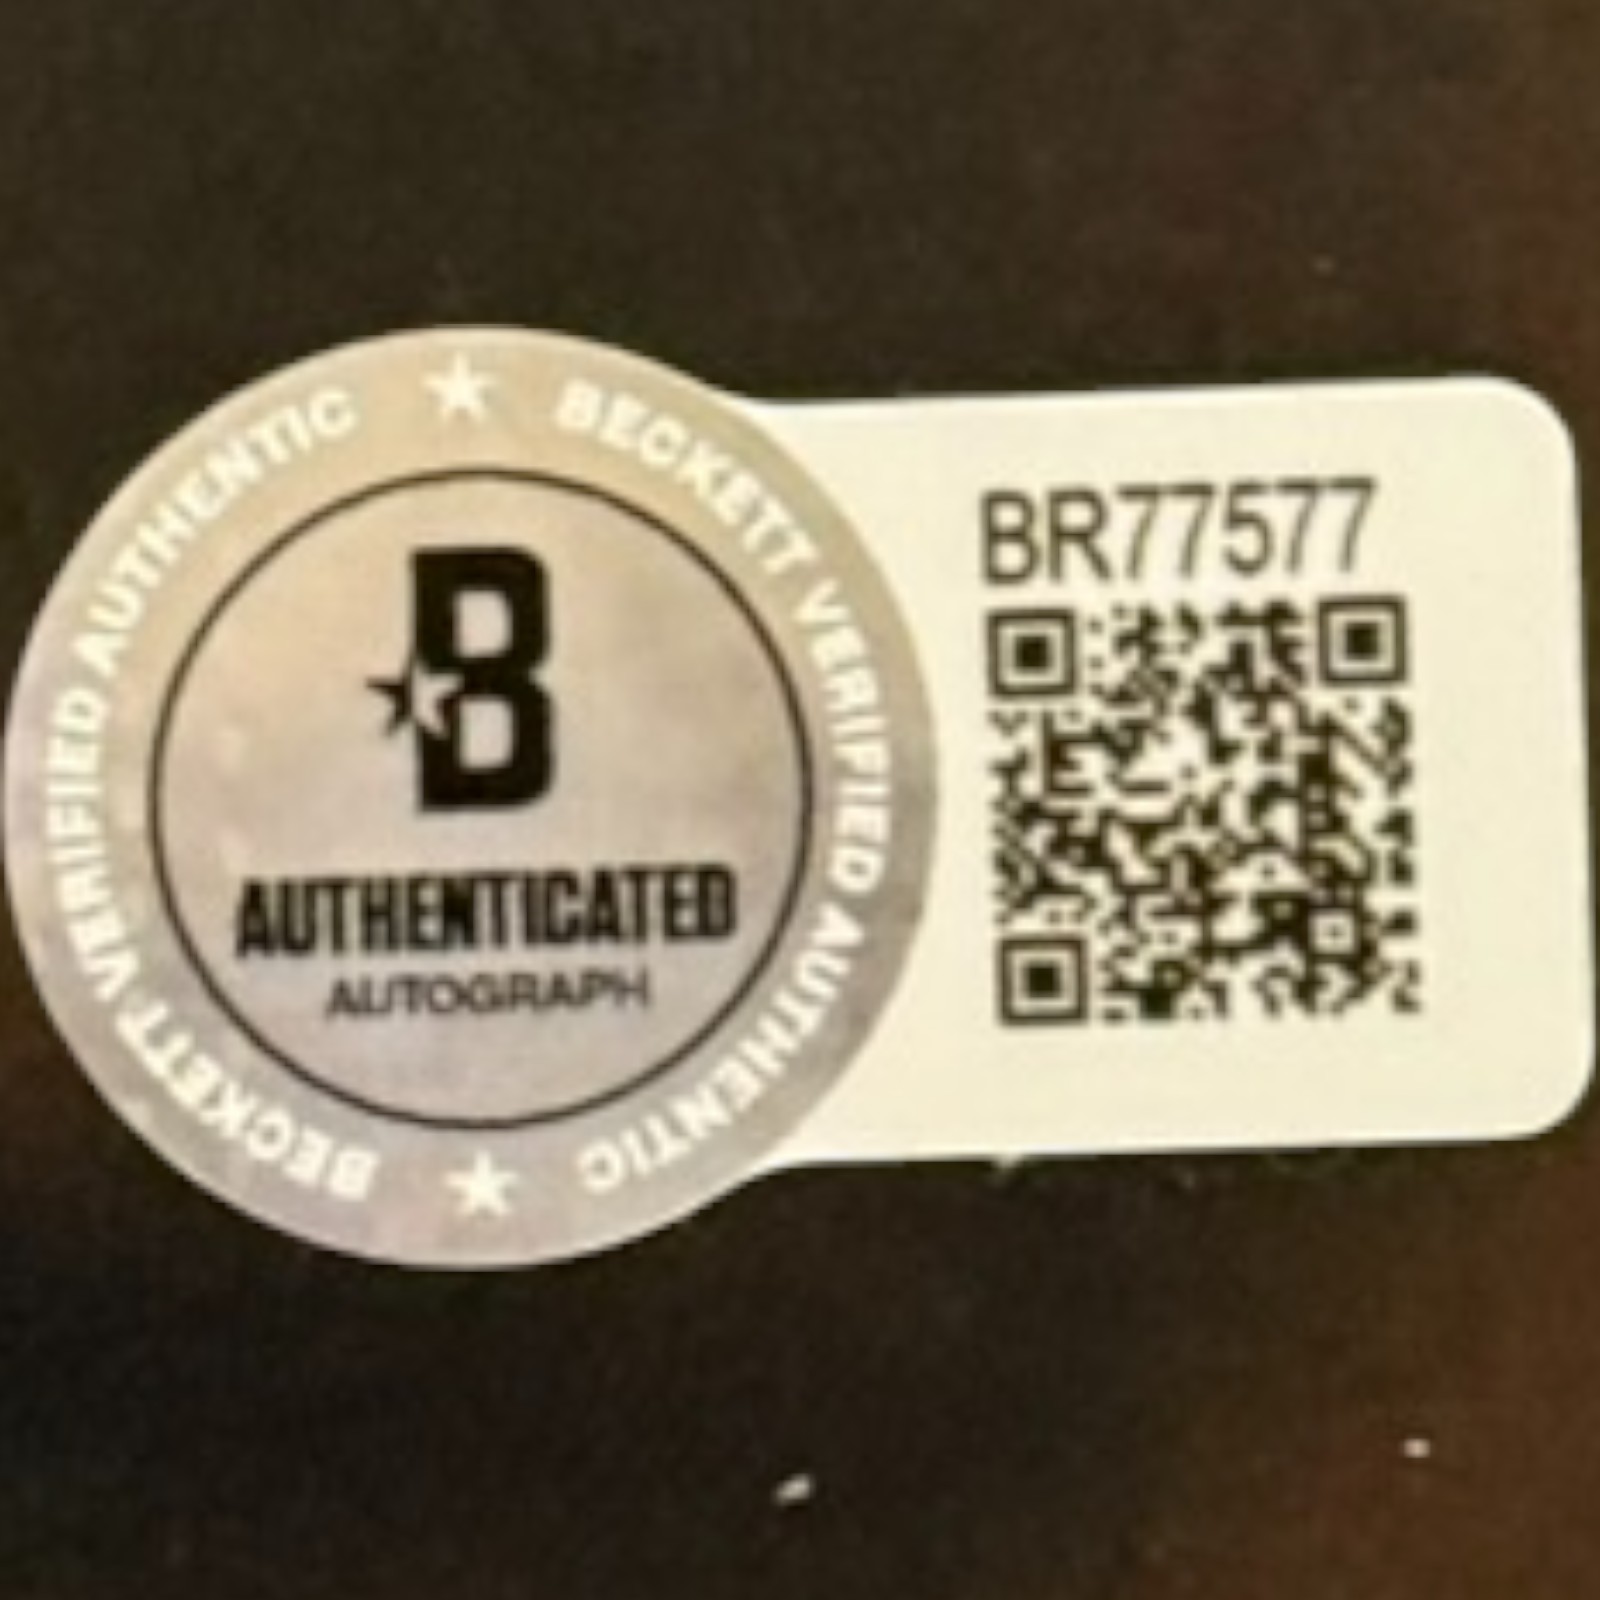 BECKETT VERIFIED AUTHENTIC
BECKETT VERIFIED AUTHENTIC
B
AUTHENTICATED
AUTOGRAPH
BR77577